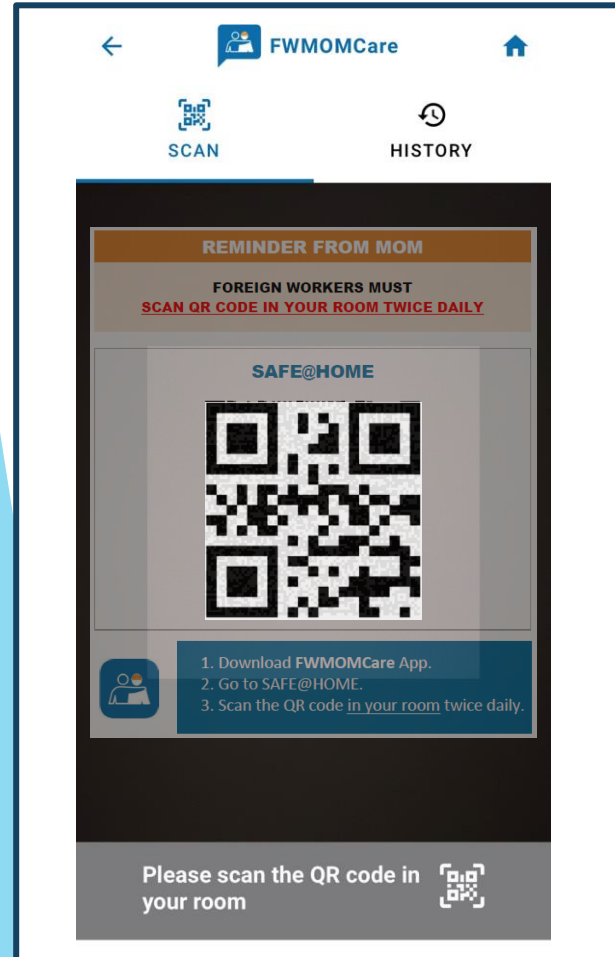 FWMOMCare
SCAN
HISTORY
REMINDER FROM MOM
FOREIGN WORKERS MUST
SCAN QR CODE IN YOUR ROOM TWICE DAILY
SAFE@HOME
1. Download FWMOMCare App.
2. Go to SAFE@HOME.
3. Scan the QR code in your room twice daily.
Please scan the QR code in
your room